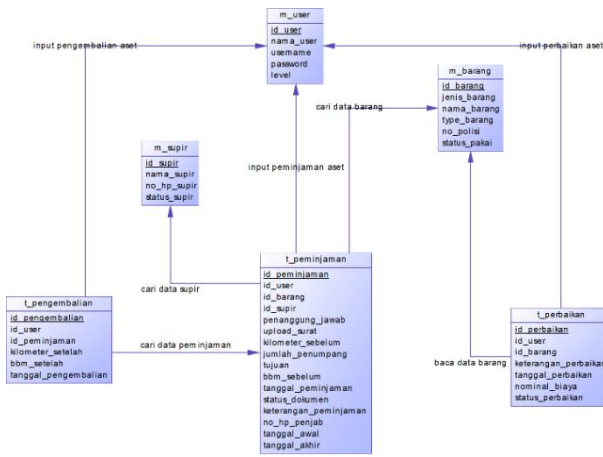 m_user
id_user
nama_user
username
password
level
input pengembalian aset
input perbaikan aset
m_barang
id_barang
jenis_barang
nama_barang
type_barang
no_polisi
status_pakai
cari data barang
m_supir
id_supir
nama_supir
no_hp_supir
status_supir
input peminjaman aset
t_peminjaman
id_peminjaman
id_user
id_barang
id_supir
penanggung_jawab
upload_surat
kilometer_sebelum
jumlah_penumpang
tujuan
bbm_sebelum
tanggal_peminjaman
status_dokumen
keterangan_peminjaman
no_hp_penjab
tanggal_awal
tanggal_akhir
cari data supir
t_pengembalian
id_pengembalian
id_user
id_peminjaman
kilometer_setelah
bbm_setelah
tanggal_pengembalian
cari data peminjaman
t_perbaikan
id_perbaikan
id_user
id_barang
keterangan_perbaikan
tanggal_perbaikan
nominal_biaya
status_perbaikan
baca data barang